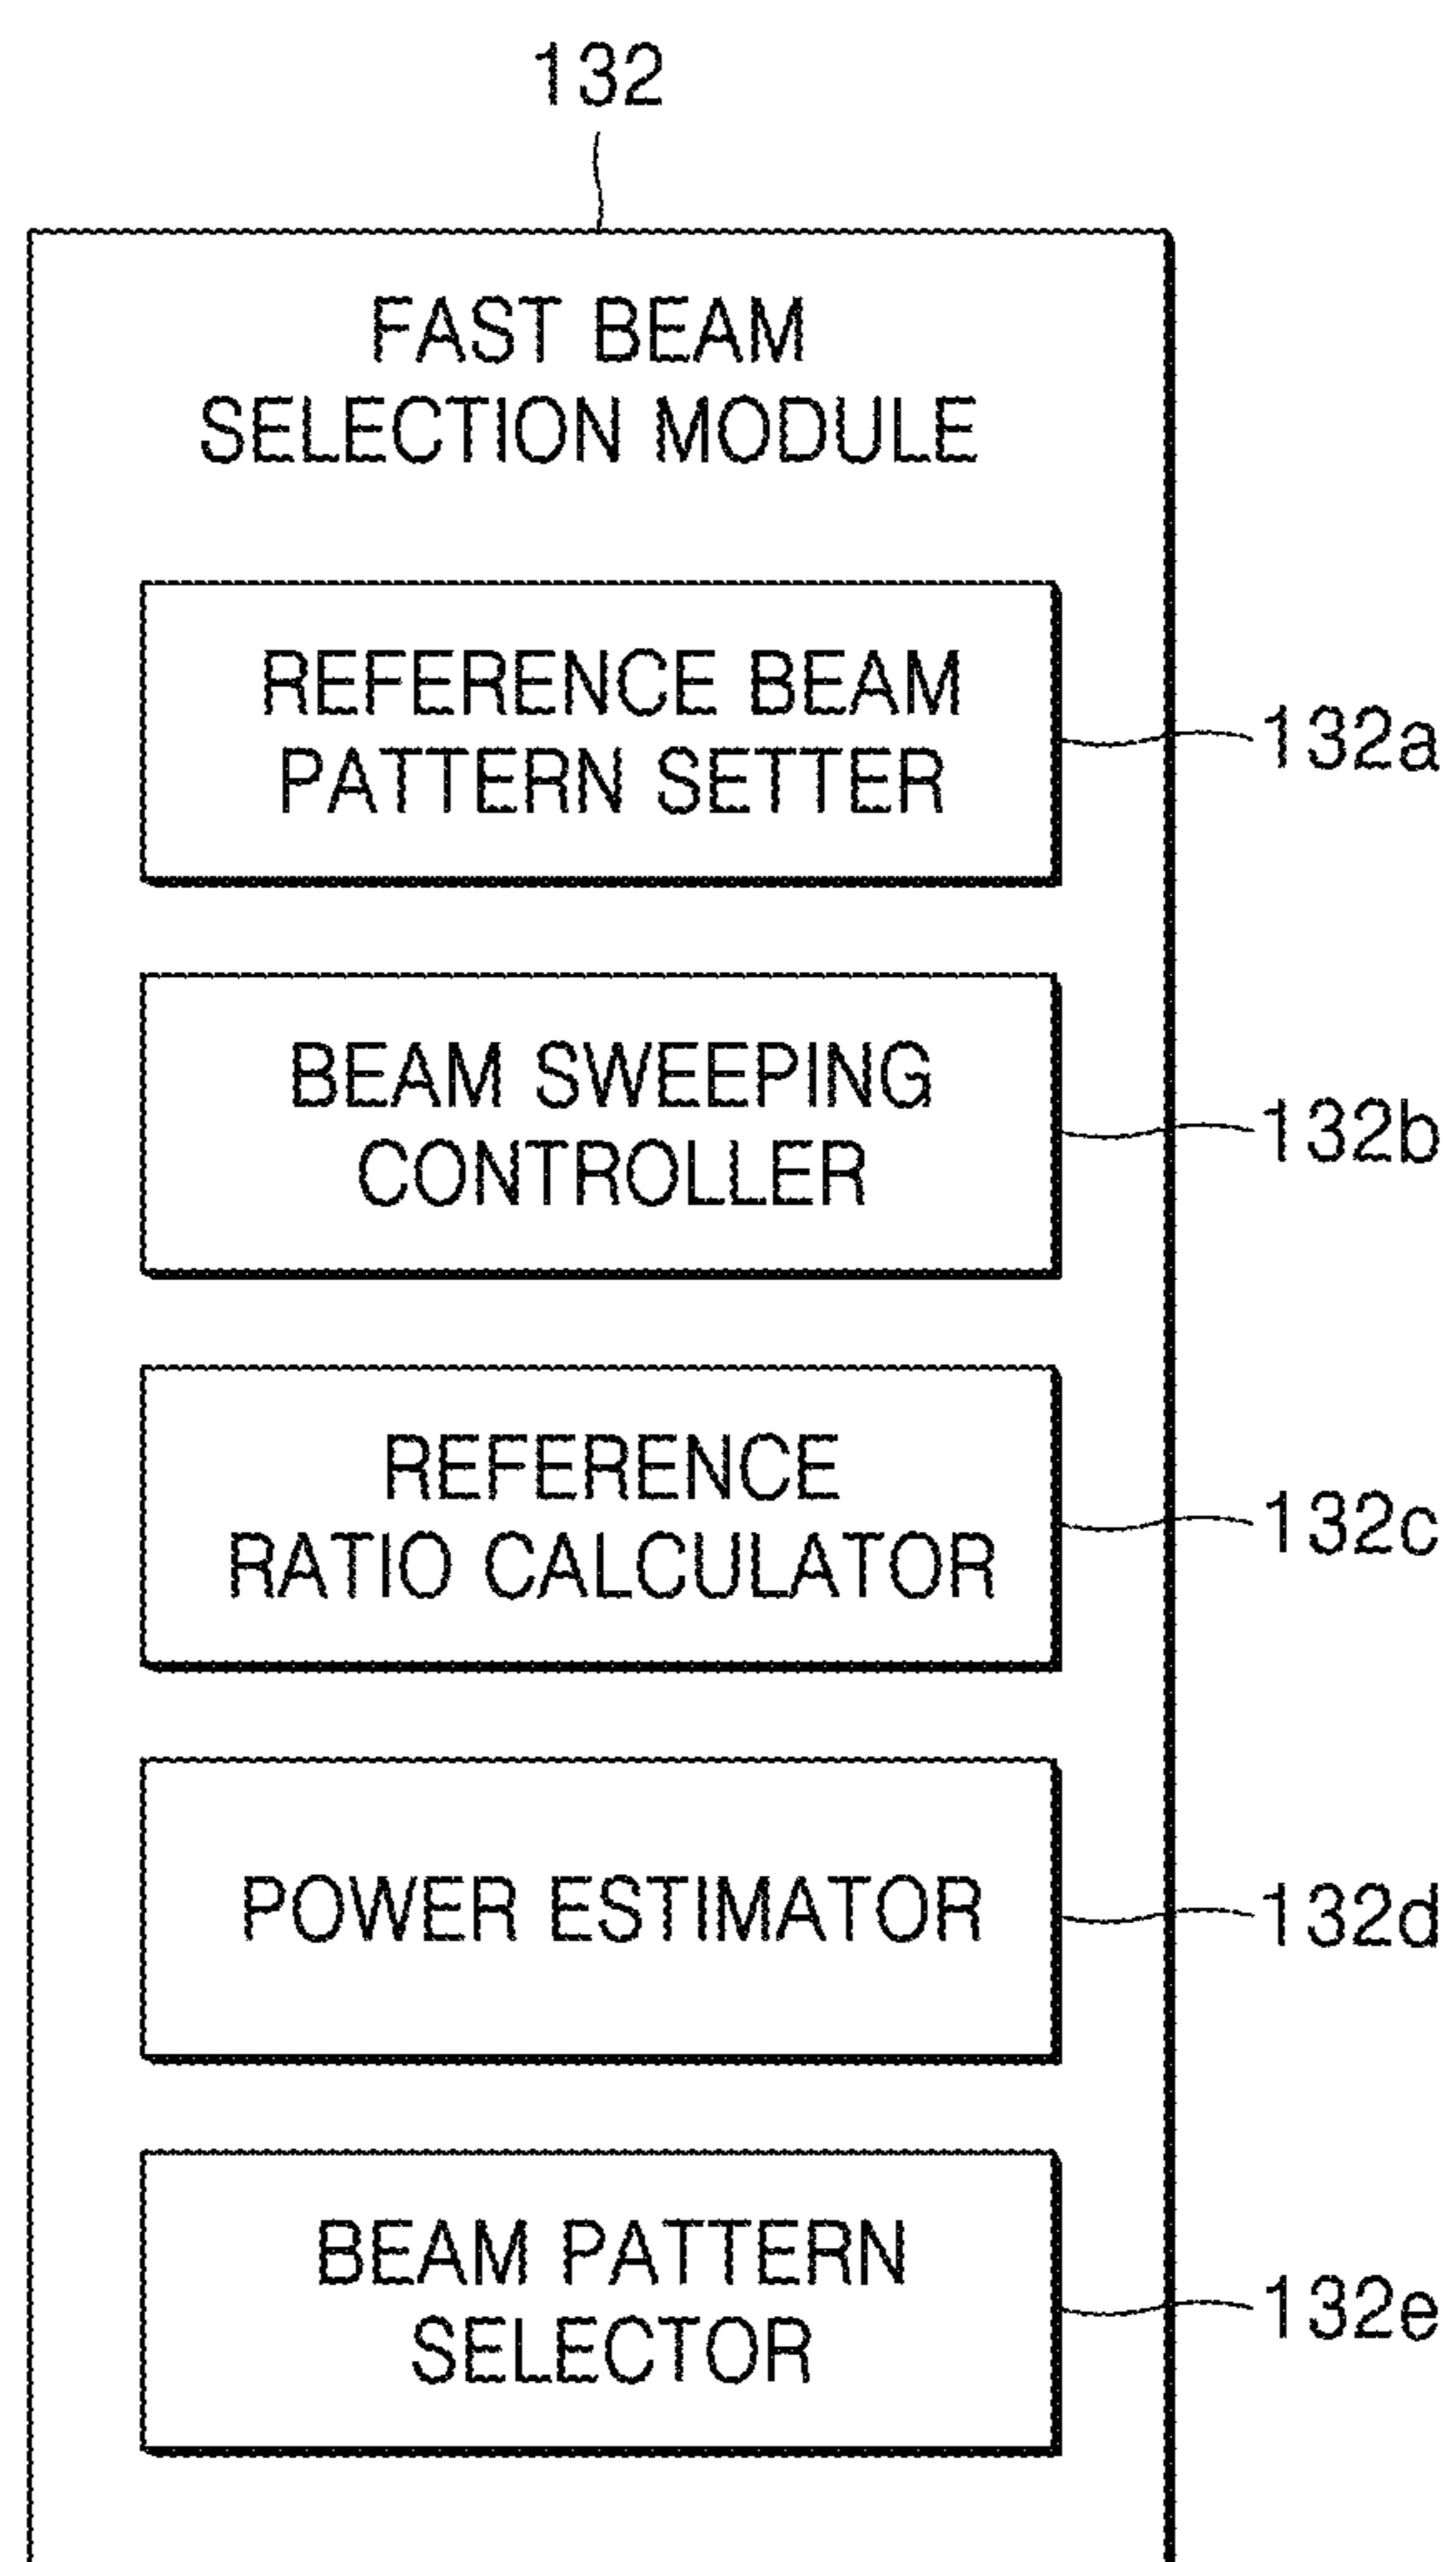 132
FAST BEAM
SELECTION MODULE
REFERENCE BEAM
PATTERN SETTER
132a
BEAM SWEEPING
CONTROLLER
132b
REFERENCE
RATIO CALCULATOR
132c
POWER ESTIMATOR
132d
BEAM PATTERN
SELECTOR
132e